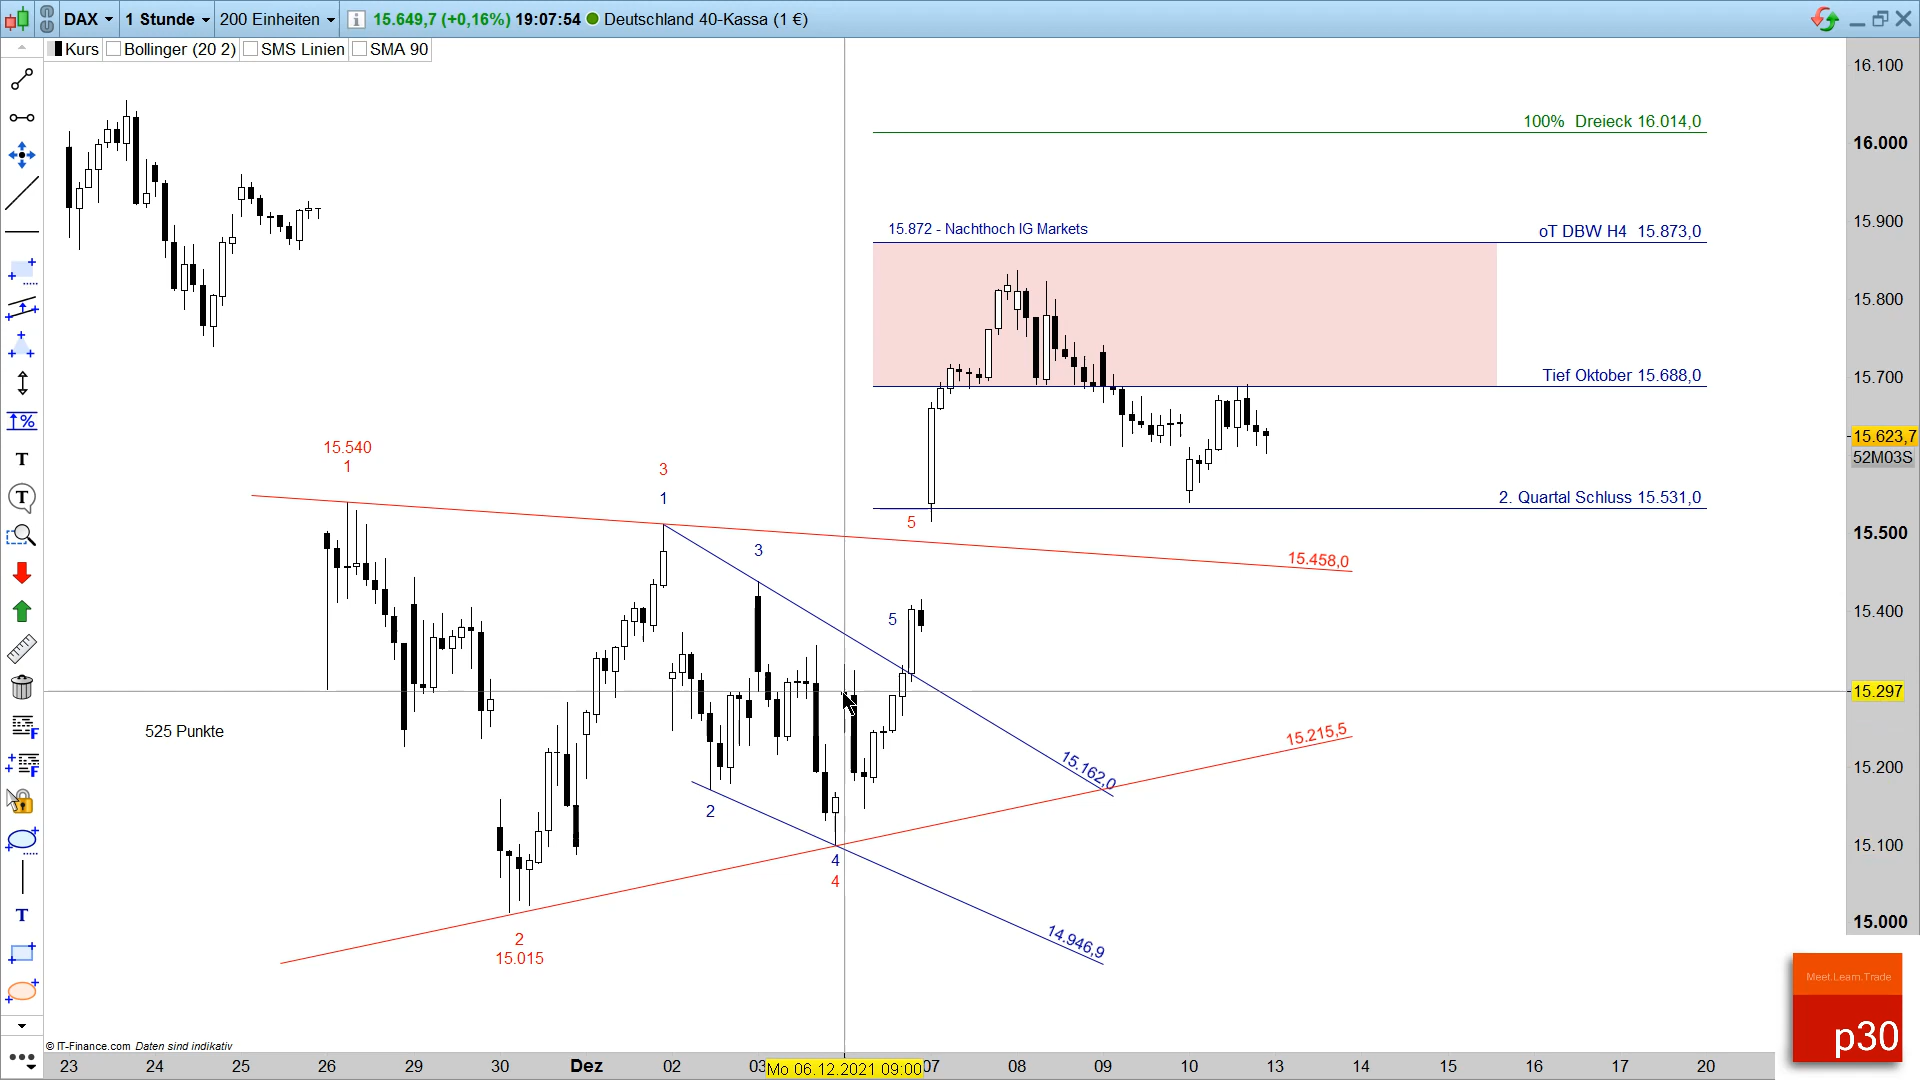 DAX
1 Stunde
200 Einheiten
i
15.649,7 (+0,16%) 19:07:54
Deutschland 40-Kassa (1 €)
Kurs
Bollinger (20 2)
SMS Linien
SMA 90
16.100
100% Dreieck 16.014,0
16.000
15.900
15.872 - Nachthoch IG Markets
oT DBW H4 15.873,0
15.800
Tief Oktober 15.688,0
15.700
15.623,7
52M03S
15.540
1
3
1
2. Quartal Schluss 15.531,0
15.500
5
3
15.458,0
15.400
5
15.297
525 Punkte
15.215,5
15.162,0
15.200
2
15.100
4
4
15.000
2
15.015
14.946,9
Meet.Learn.Trade
p30
© IT-Finance.com Daten sind indikativ
23
24
25
26
29
30
Dez
02
03
Mo 06.12.2021 09:00
07
08
09
10
13
14
15
16
17
20
%
T
T
F
F
T